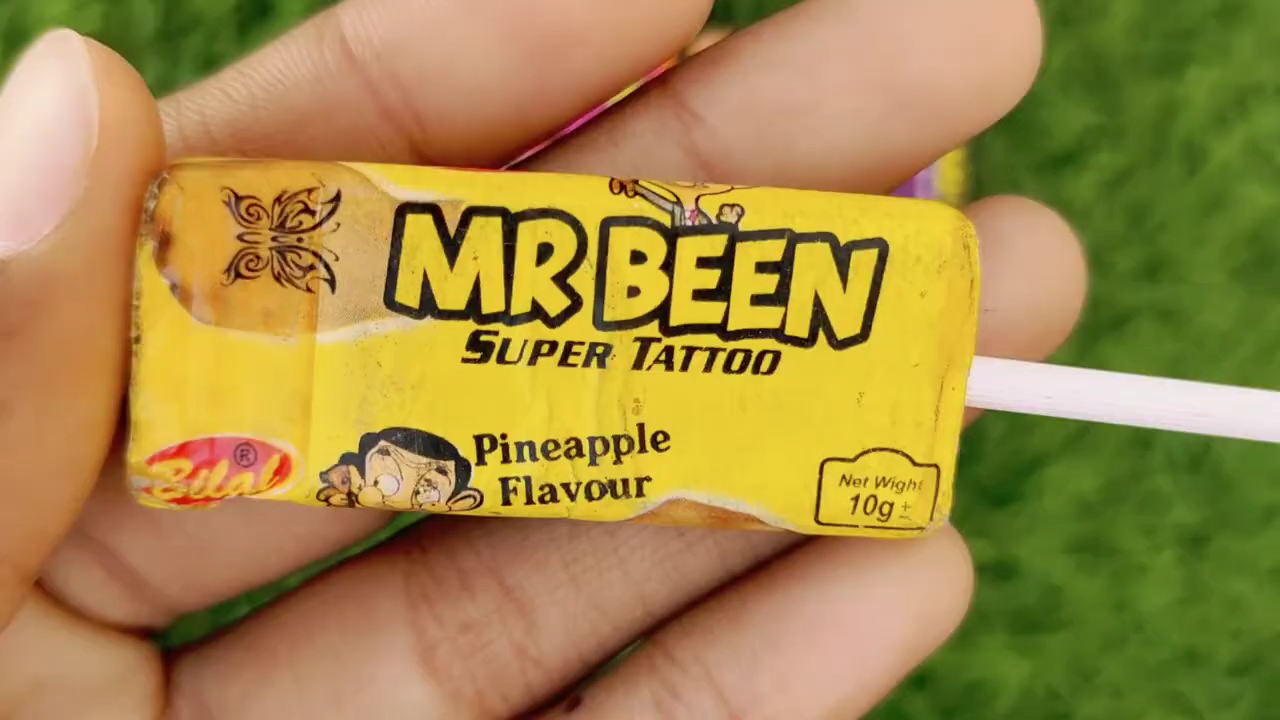 MR BEEN
SUPER TATTOO
Pineapple
Flavour
Bilal ®
Net Wight
10g ±